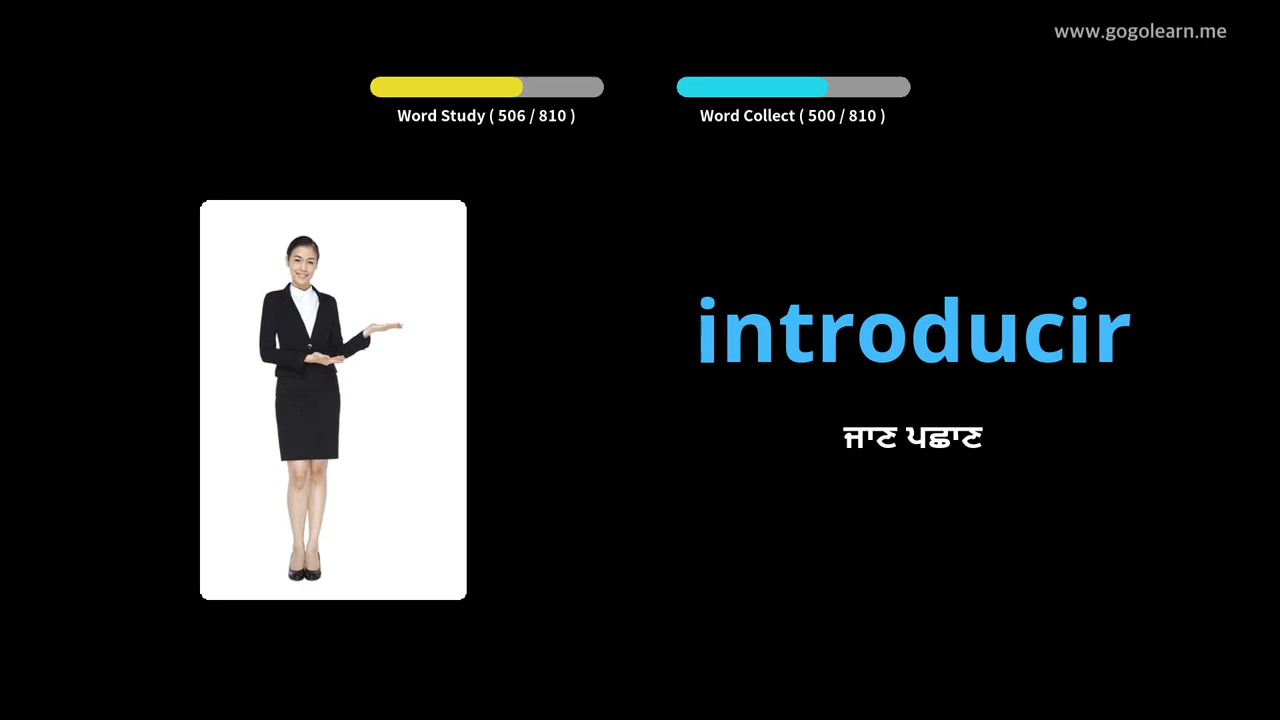 www.gogolearn.me
Word Study ( 506 / 810 )
Word Collect ( 500 / 810 )
introducir
ਜਾਣ ਪਛਾਣ